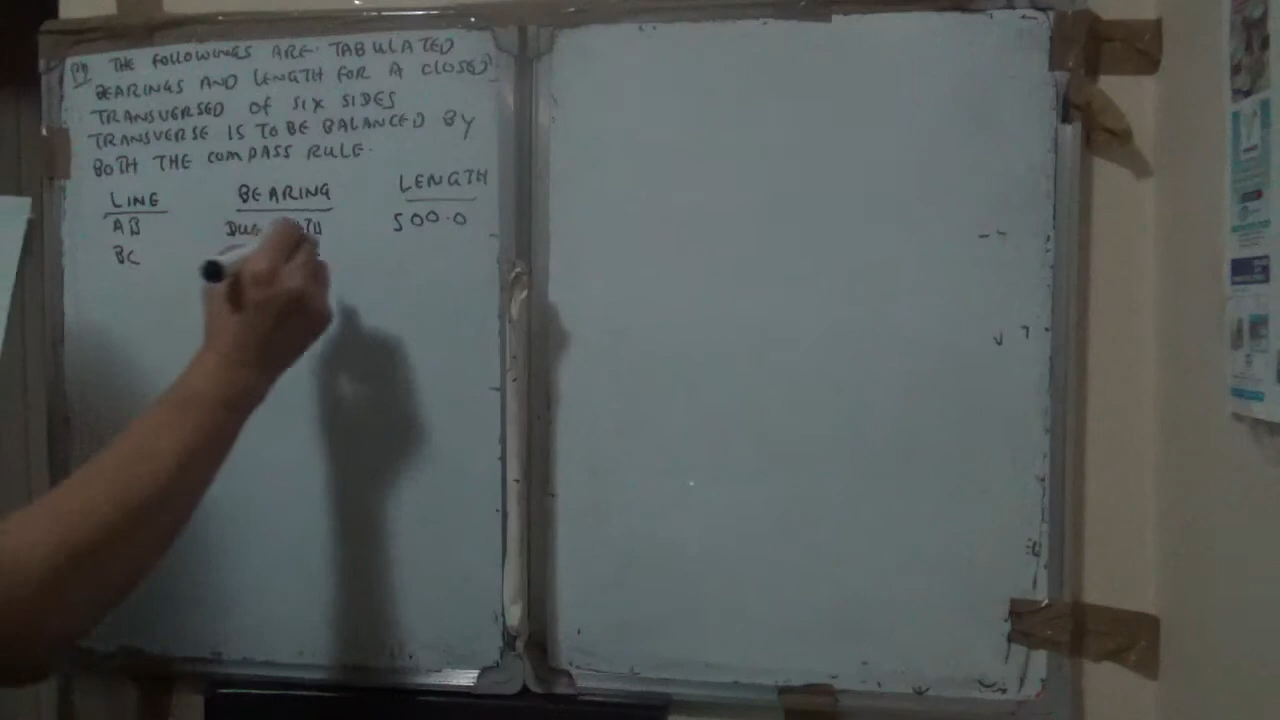 THE FOLLOWINGS ARE TABULATED
BEARINGS AND LENGTH FOR A CLOSED
TRANSVERSED OF SIX SIDES
TRANSVERSE IS TO BE BALANCED BY
BOTH THE COMPASS RULE.
LINE BEARING LENGTH
AB 500.0
BC